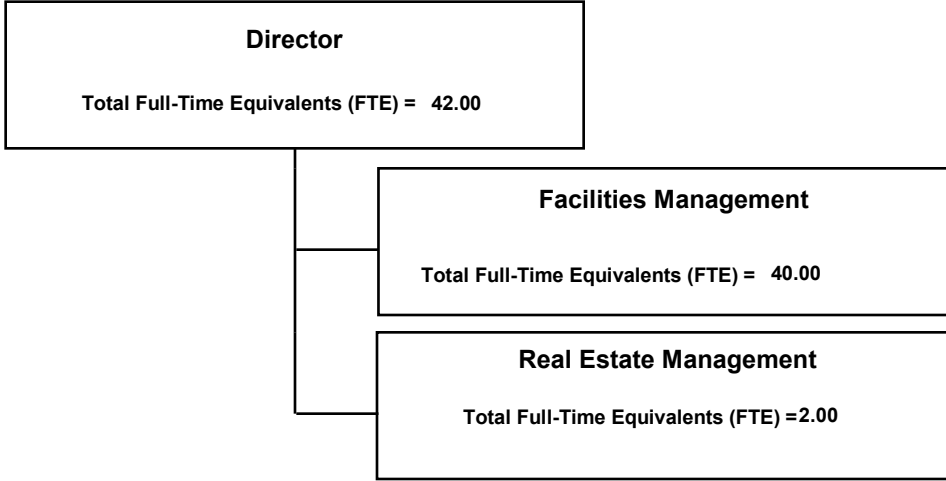 Director
Total Full-Time Equivalents (FTE) = 42.00
Facilities Management
Total Full-Time Equivalents (FTE) = 40.00
Real Estate Management
Total Full-Time Equivalents (FTE) =2.00